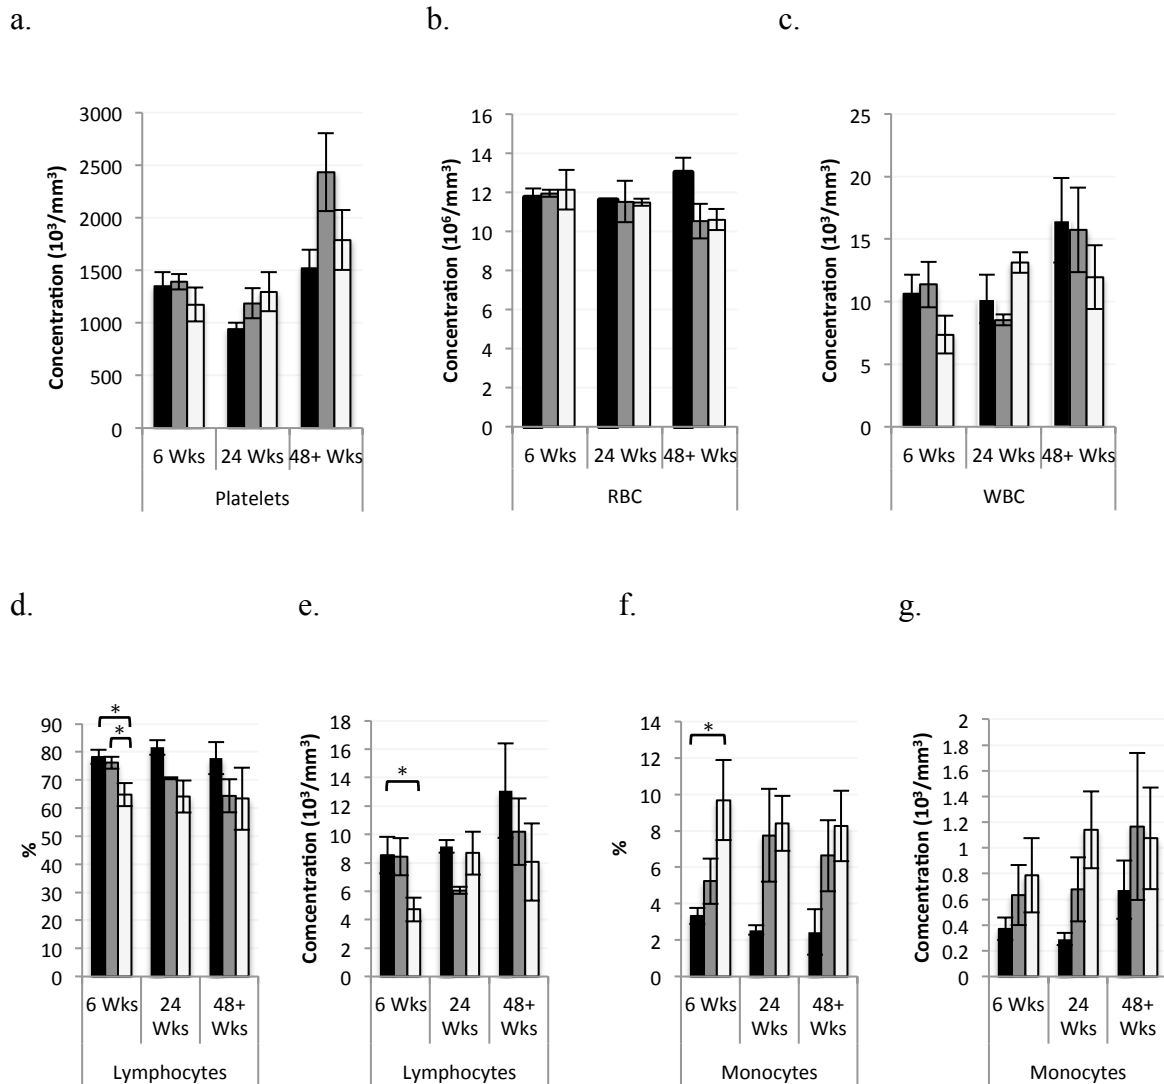 a.
b.
c.
Concentration (10³/mm³)
3000
2500
2000
1500
1000
500
0
6 Wks 24 Wks 48+ Wks
Platelets
Concentration (10⁶/mm³)
16
14
12
10
8
6
4
2
0
6 Wks 24 Wks 48+ Wks
RBC
Concentration (10³/mm³)
25
20
15
10
5
0
6 Wks 24 Wks 48+ Wks
WBC
d.
e.
f.
g.
%
90
80
70
60
50
40
30
20
10
0
*
*
6 Wks 24 48+
Wks Wks
Lymphocytes
Comcentration (10³/mm³)
18
16
14
12
10
8
6
4
2
0
*
6 Wks 24 48+
Wks Wks
Lymphocytes
%
14
12
10
8
6
4
2
0
*
6 Wks 24 48+
Wks Wks
Monocytes
Comcentration (10³/mm³)
2
1.8
1.6
1.4
1.2
1
0.8
0.6
0.4
0.2
0
6 Wks 24 48+
Wks Wks
Monocytes